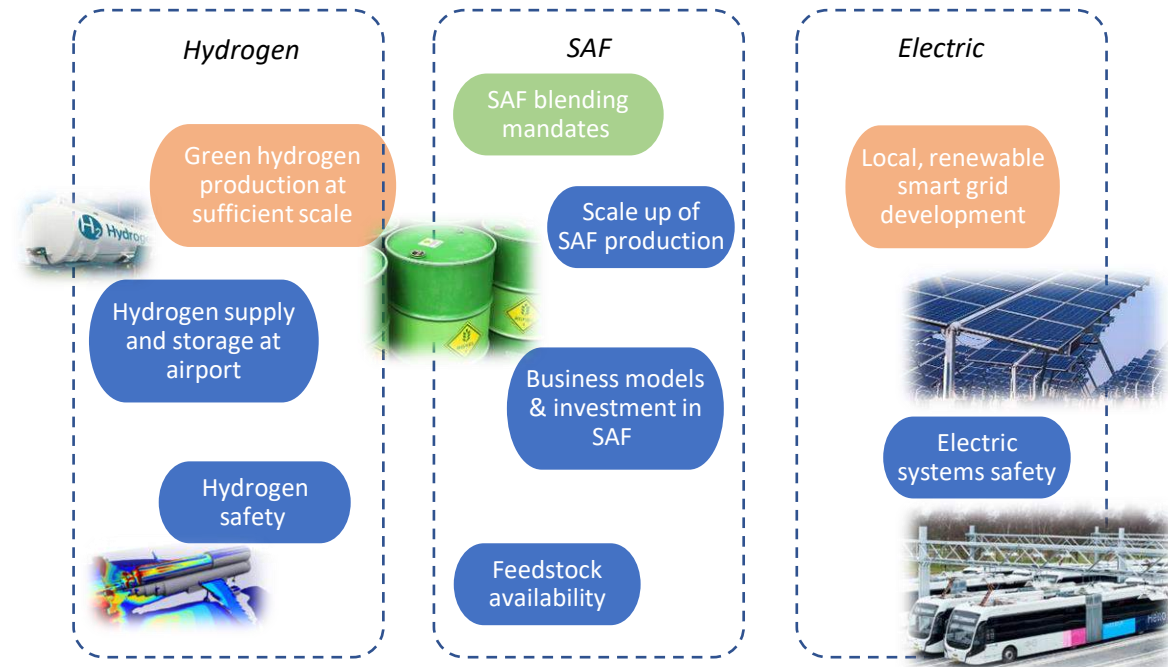 Hydrogen
Green hydrogen
production at
sufficient scale
H2 Hydrog
Hydrogen supply
and storage at
airport
Hydrogen
safety
SAF
SAF blending
mandates
Scale up of
SAF production
Business models
& investment in
SAF
Feedstock
availability
Electric
Local, renewable
smart grid
development
Electric
systems safety